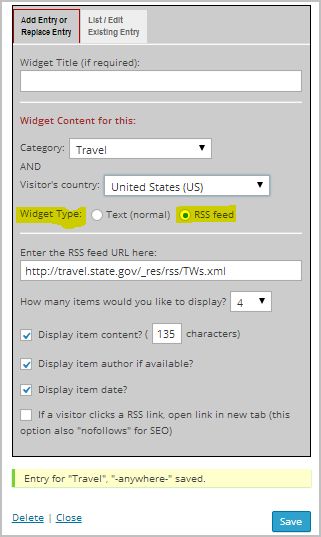 Add Entry or
Replace Entry
List / Edit
Existing Entry
Widget Title (if required):
Widget Content for this:
Category: Travel
AND
Visitor's country: United States (US)
Widget Type: Text (normal) RSS feed
Enter the RSS feed URL here:
http://travel.state.gov/_res/rss/TWs.xml
How many items would you like to display? 4
Display item content? ( 135 characters)
Display item author if available?
Display item date?
If a visitor clicks a RSS link, open link in new tab (this
option also "nofollows" for SEO)
Entry for "Travel", "-anywhere-" saved.
Delete | Close
Save